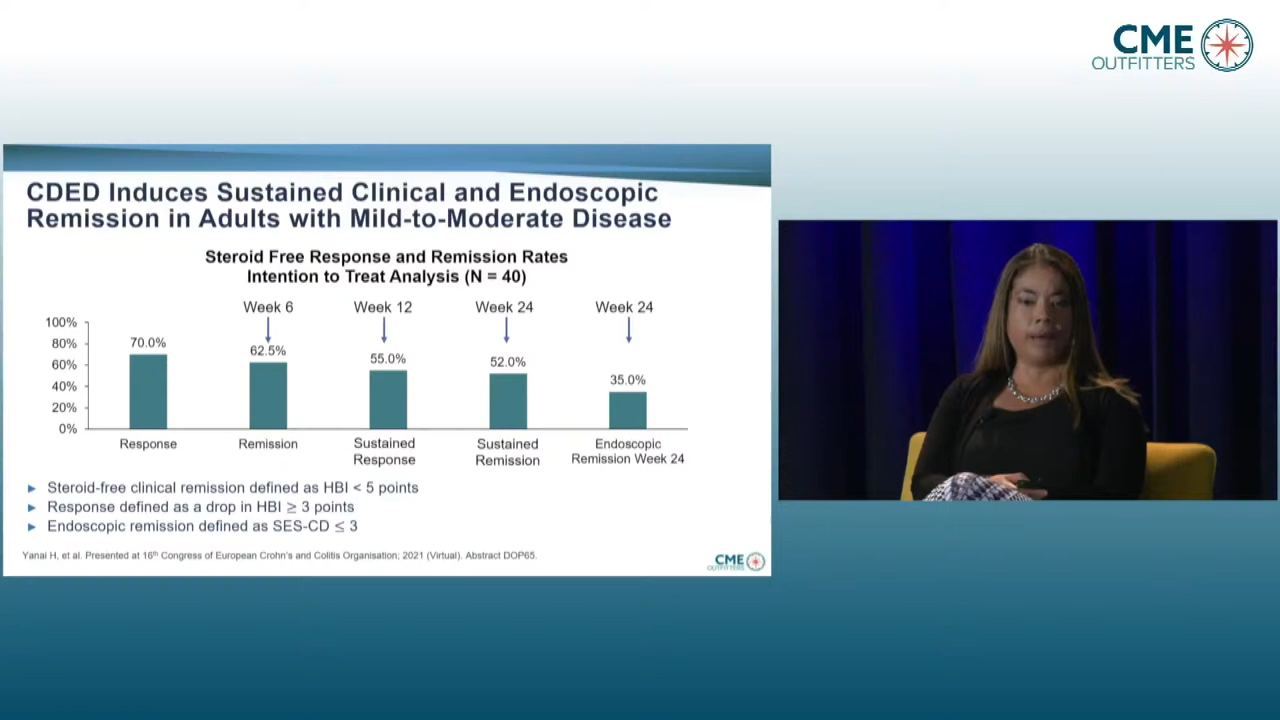 CME
OUTFITTERS
CDED Induces Sustained Clinical and Endoscopic
Remission in Adults with Mild-to-Moderate Disease
Steroid Free Response and Remission Rates
Intention to Treat Analysis (N = 40)
Week 6 Week 12 Week 24 Week 24
100%
80%
60%
40%
20%
0%
70.0%
62.5%
55.0%
52.0%
35.0%
Response
Remission
Sustained
Response
Sustained
Remission
Endoscopic
Remission Week 24
► Steroid-free clinical remission defined as HBI < 5 points
► Response defined as a drop in HBI ≥ 3 points
► Endoscopic remission defined as SES-CD ≤ 3
Yanai H, et al. Presented at 16th Congress of European Crohn's and Colitis Organisation; 2021 (Virtual). Abstract DOP65.
CME
OUTFITTERS